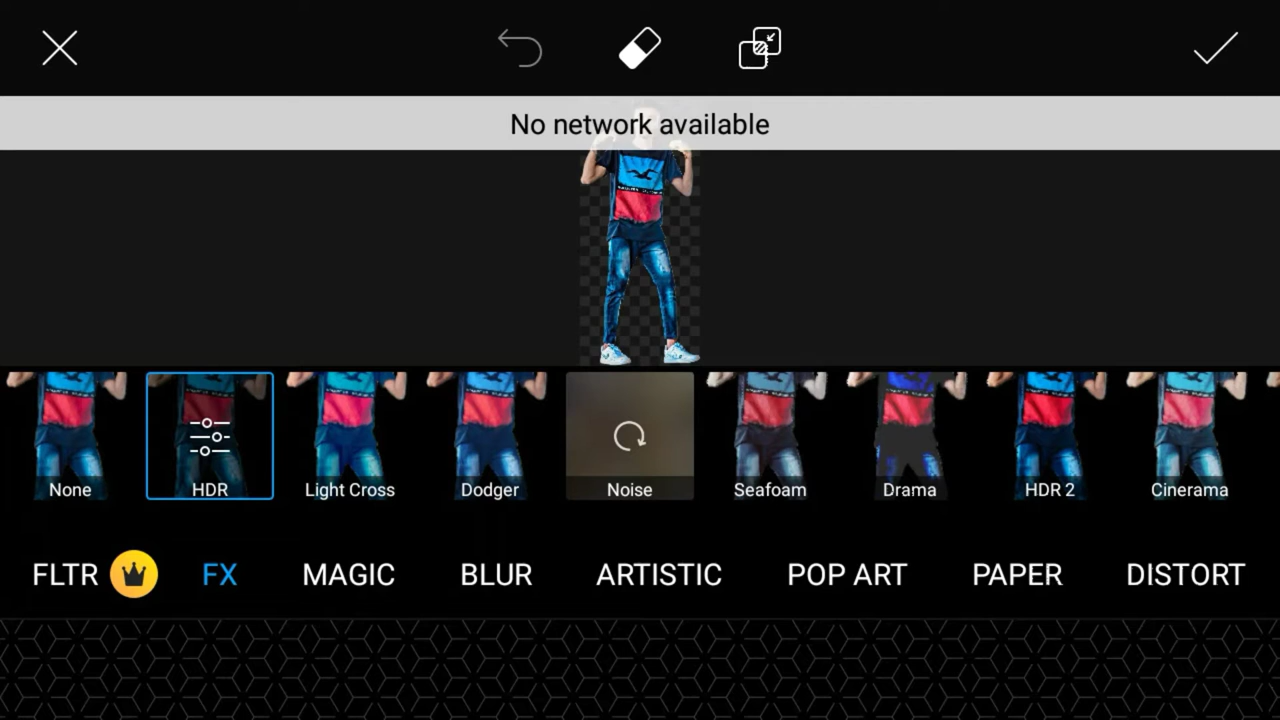 No network available
None
HDR
Light Cross
Dodger
Noise
Seafoam
Drama
HDR 2
Cinerama
FLTR
FX
MAGIC
BLUR
ARTISTIC
POP ART
PAPER
DISTORT